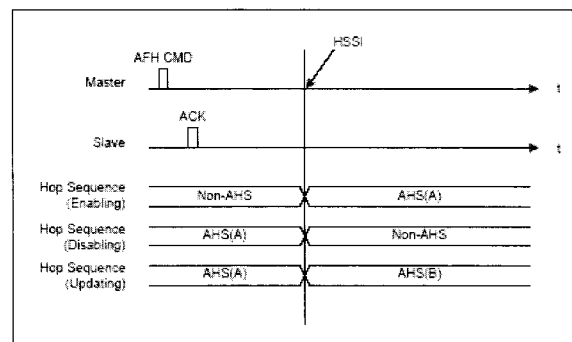 HSSI
AFH CMD
Master
t
ACK
Slave
t
Hop Sequence
(Enabling)
Non-AHS
AHS(A)
Hop Sequence
(Disabling)
AHS(A)
Non-AHS
Hop Sequence
(Updating)
AHS(A)
AHS(B)